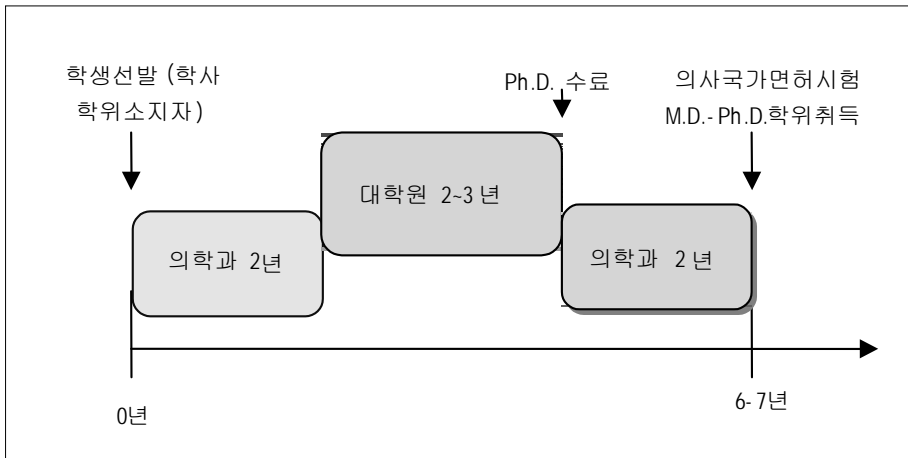 학생선발 (학사
학위소지자)
Ph.D. 수료
의사국가면허시험
M.D.- Ph.D.학위취득
대학원 2~3 년
의학과 2년
의학과 2 년
0년
6- 7년